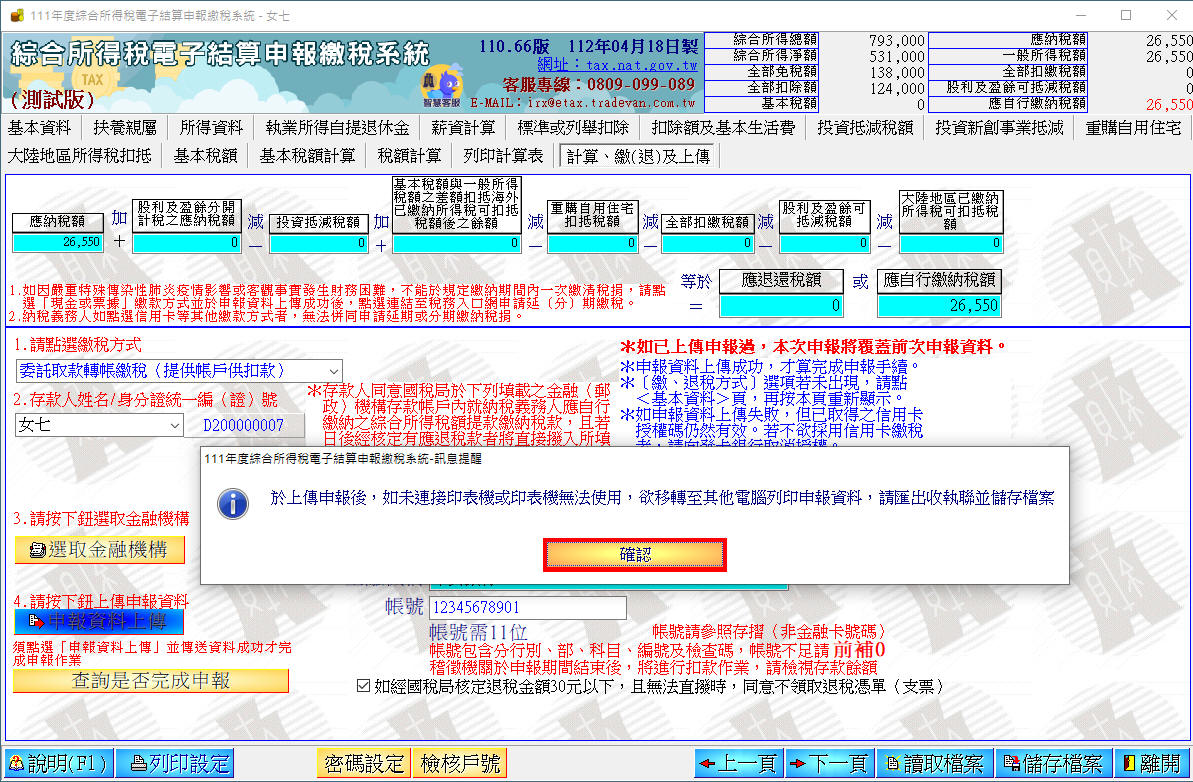 111年度綜合所得稅電子結算申報繳稅系統 - 女七
綜合所得稅電子結算申報繳稅系統
TAX
(測試版)
110.66版 112年04月18日製
網址：tax.nat.gov.tw
客服專線：0809-099-089
E-MAIL：irx@etax.tradevan.com.tw
智慧客服
綜合所得總額 793,000
綜合所得淨額 531,000
全部免稅額 138,000
全部扣除額 124,000
基本稅額 0
應納稅額 26,550
一般所得稅額 26,550
全部扣繳稅額 0
股利及盈餘可抵減稅額 0
應自行繳納稅額 26,550
基本資料 扶養親屬 所得資料 執業所得自提退休金 薪資計算 標準或列舉扣除 扣除額及基本生活費 投資抵減稅額 投資新創事業抵減 重購自用住宅
大陸地區所得稅扣抵 基本稅額 基本稅額計算 稅額計算 列印計算表 計算、繳(退)及上傳
應納稅額
26,550
加
＋
股利及盈餘分開
計稅之應納稅額
0
減
－
投資抵減稅額
0
加
＋
基本稅額與一般所得
稅額之差額扣抵海外
已繳納所得稅可扣抵
稅額後之餘額
0
減
－
重購自用住宅
扣抵稅額
0
減
－
全部扣繳稅額
0
減
－
股利及盈餘可
抵減稅額
0
減
－
大陸地區已繳納
所得稅可扣抵稅
額
0
1.如因嚴重特殊傳染性肺炎疫情影響或客觀事實發生財務困難，不能於規定繳納期間內一次繳清稅捐，請點
選「現金或票據」繳款方式並於申報資料上傳成功後，點選連結至稅務入口網申請延（分）期繳稅。
2.納稅義務人如點選信用卡等其他繳款方式者，無法併同申請延期或分期繳納稅捐。
等於
＝
應退還稅額
0
或
應自行繳納稅額
26,550
1.請點選繳稅方式
委託取款轉帳繳稅（提供帳戶供扣款）
2.存款人姓名/身分證統一編（證）號
女七 D200000007
＊存款人同意國稅局於下列填載之金融（郵
政）機構存款帳戶內就納稅義務人應自行
繳納之綜合所得稅額提款繳納稅款，且若
日後經核定有應退稅款者將直接撥入所填
＊如已上傳申報過，本次申報將覆蓋前次申報資料。
＊申報資料上傳成功，才算完成申報手續。
＊〔繳、退稅方式〕選項若未出現，請點
＜基本資料＞頁，再按本頁重新顯示。
＊如申報資料上傳失敗，但已取得之信用卡
授權碼仍然有效。若不欲採用信用卡繳稅
者，請向發卡銀行取消授權。
111年度綜合所得稅電子結算申報繳稅系統-訊息提醒
於上傳申報後，如未連接印表機或印表機無法使用，欲移轉至其他電腦列印申報資料，請匯出收執聯並儲存檔案
確認
3.請按下鈕選取金融機構
選取金融機構
4.請按下鈕上傳申報資料
申報資料上傳
須點選「申報資料上傳」並傳送資料成功才完
成申報作業
查詢是否完成申報
帳號 12345678901
帳號需11位 帳號請參照存摺（非金融卡號碼）
帳號包含分行別、部、科目、編號及檢查碼，帳號不足請 前補0
稽徵機關於申報期間結束後，將進行扣款作業，請檢視存款餘額
如經國稅局核定退稅金額30元以下，且無法直撥時，同意不領取退稅憑單（支票）
說明(F1) 列印設定 密碼設定 檢核戶號 上一頁 下一頁 讀取檔案 儲存檔案 離開